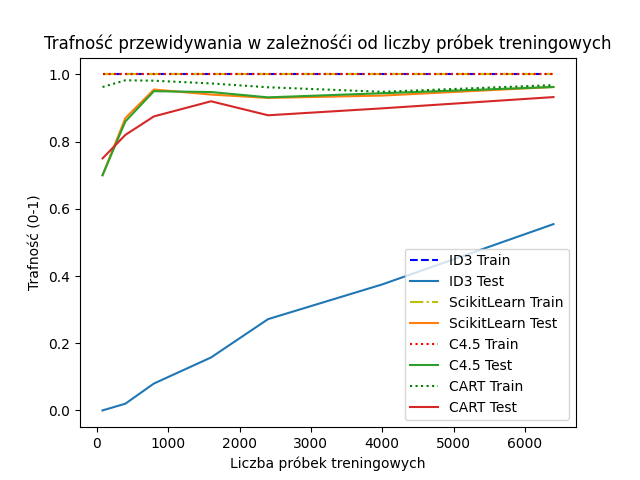 Trafność przewidywania w zależnośći od liczby próbek treningowych
Trafność (0-1)
1.0
0.8
0.6
0.4
0.2
0.0
0 1000 2000 3000 4000 5000 6000
Liczba próbek treningowych
ID3 Train
ID3 Test
ScikitLearn Train
ScikitLearn Test
C4.5 Train
C4.5 Test
CART Train
CART Test